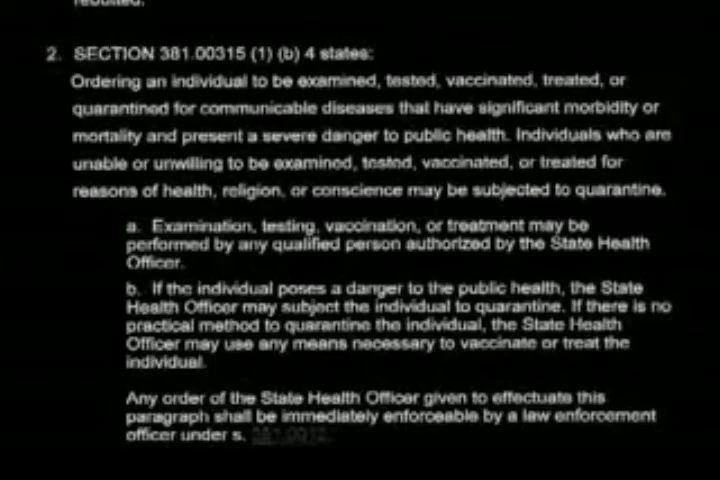 2. SECTION 381.00315 (1) (b) 4 states:
Ordering an individual to be examined, tested, vaccinated, treated, or
quarantined for communicable diseases that have significant morbidity or
mortality and present a severe danger to public health. Individuals who are
unable or unwilling to be examined, tested, vaccinated, or treated for
reasons of health, religion, or conscience may be subjected to quarantine.
a. Examination, testing, vaccination, or treatment may be
performed by any qualified person authorized by the State Health
Officer.
b. If the individual poses a danger to the public health, the State
Health Officer may subject the individual to quarantine. If there is no
practical method to quarantine the individual, the State Health
Officer may use any means necessary to vaccinate or treat the
individual.
Any order of the State Health Officer given to effectuate this
paragraph shall be immediately enforceable by a law enforcement
officer under s.